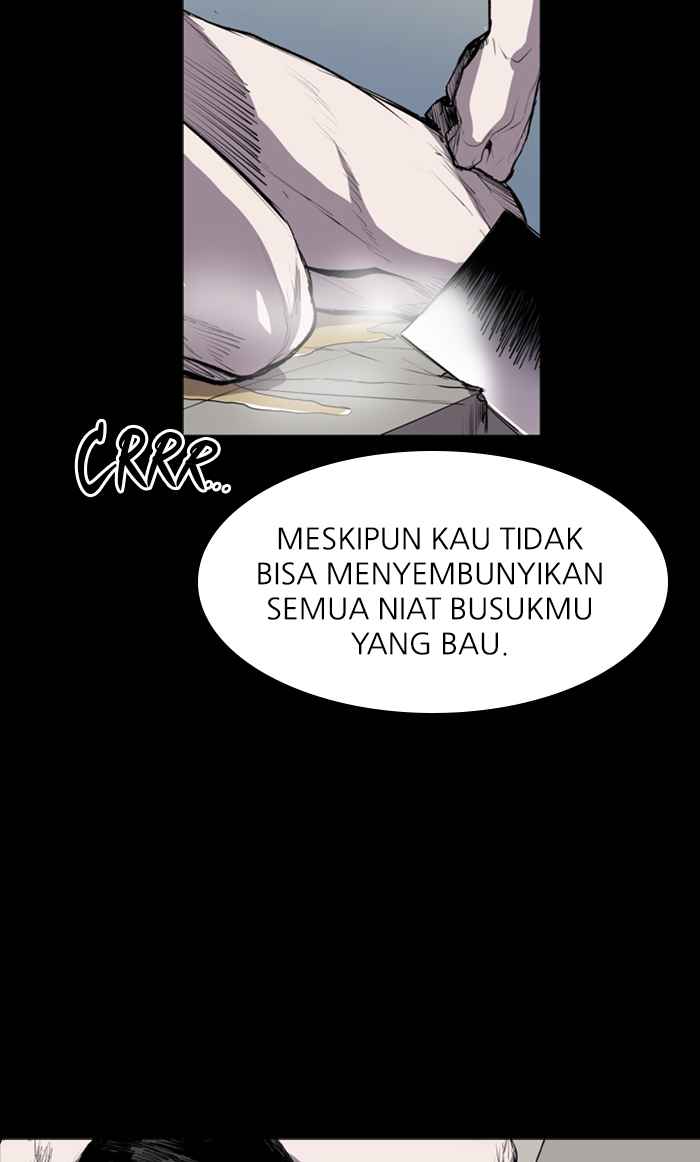 CRRR...
MESKIPUN KAU TIDAK
BISA MENYEMBUNYIKAN
SEMUA NIAT BUSUKMU
YANG BAU.